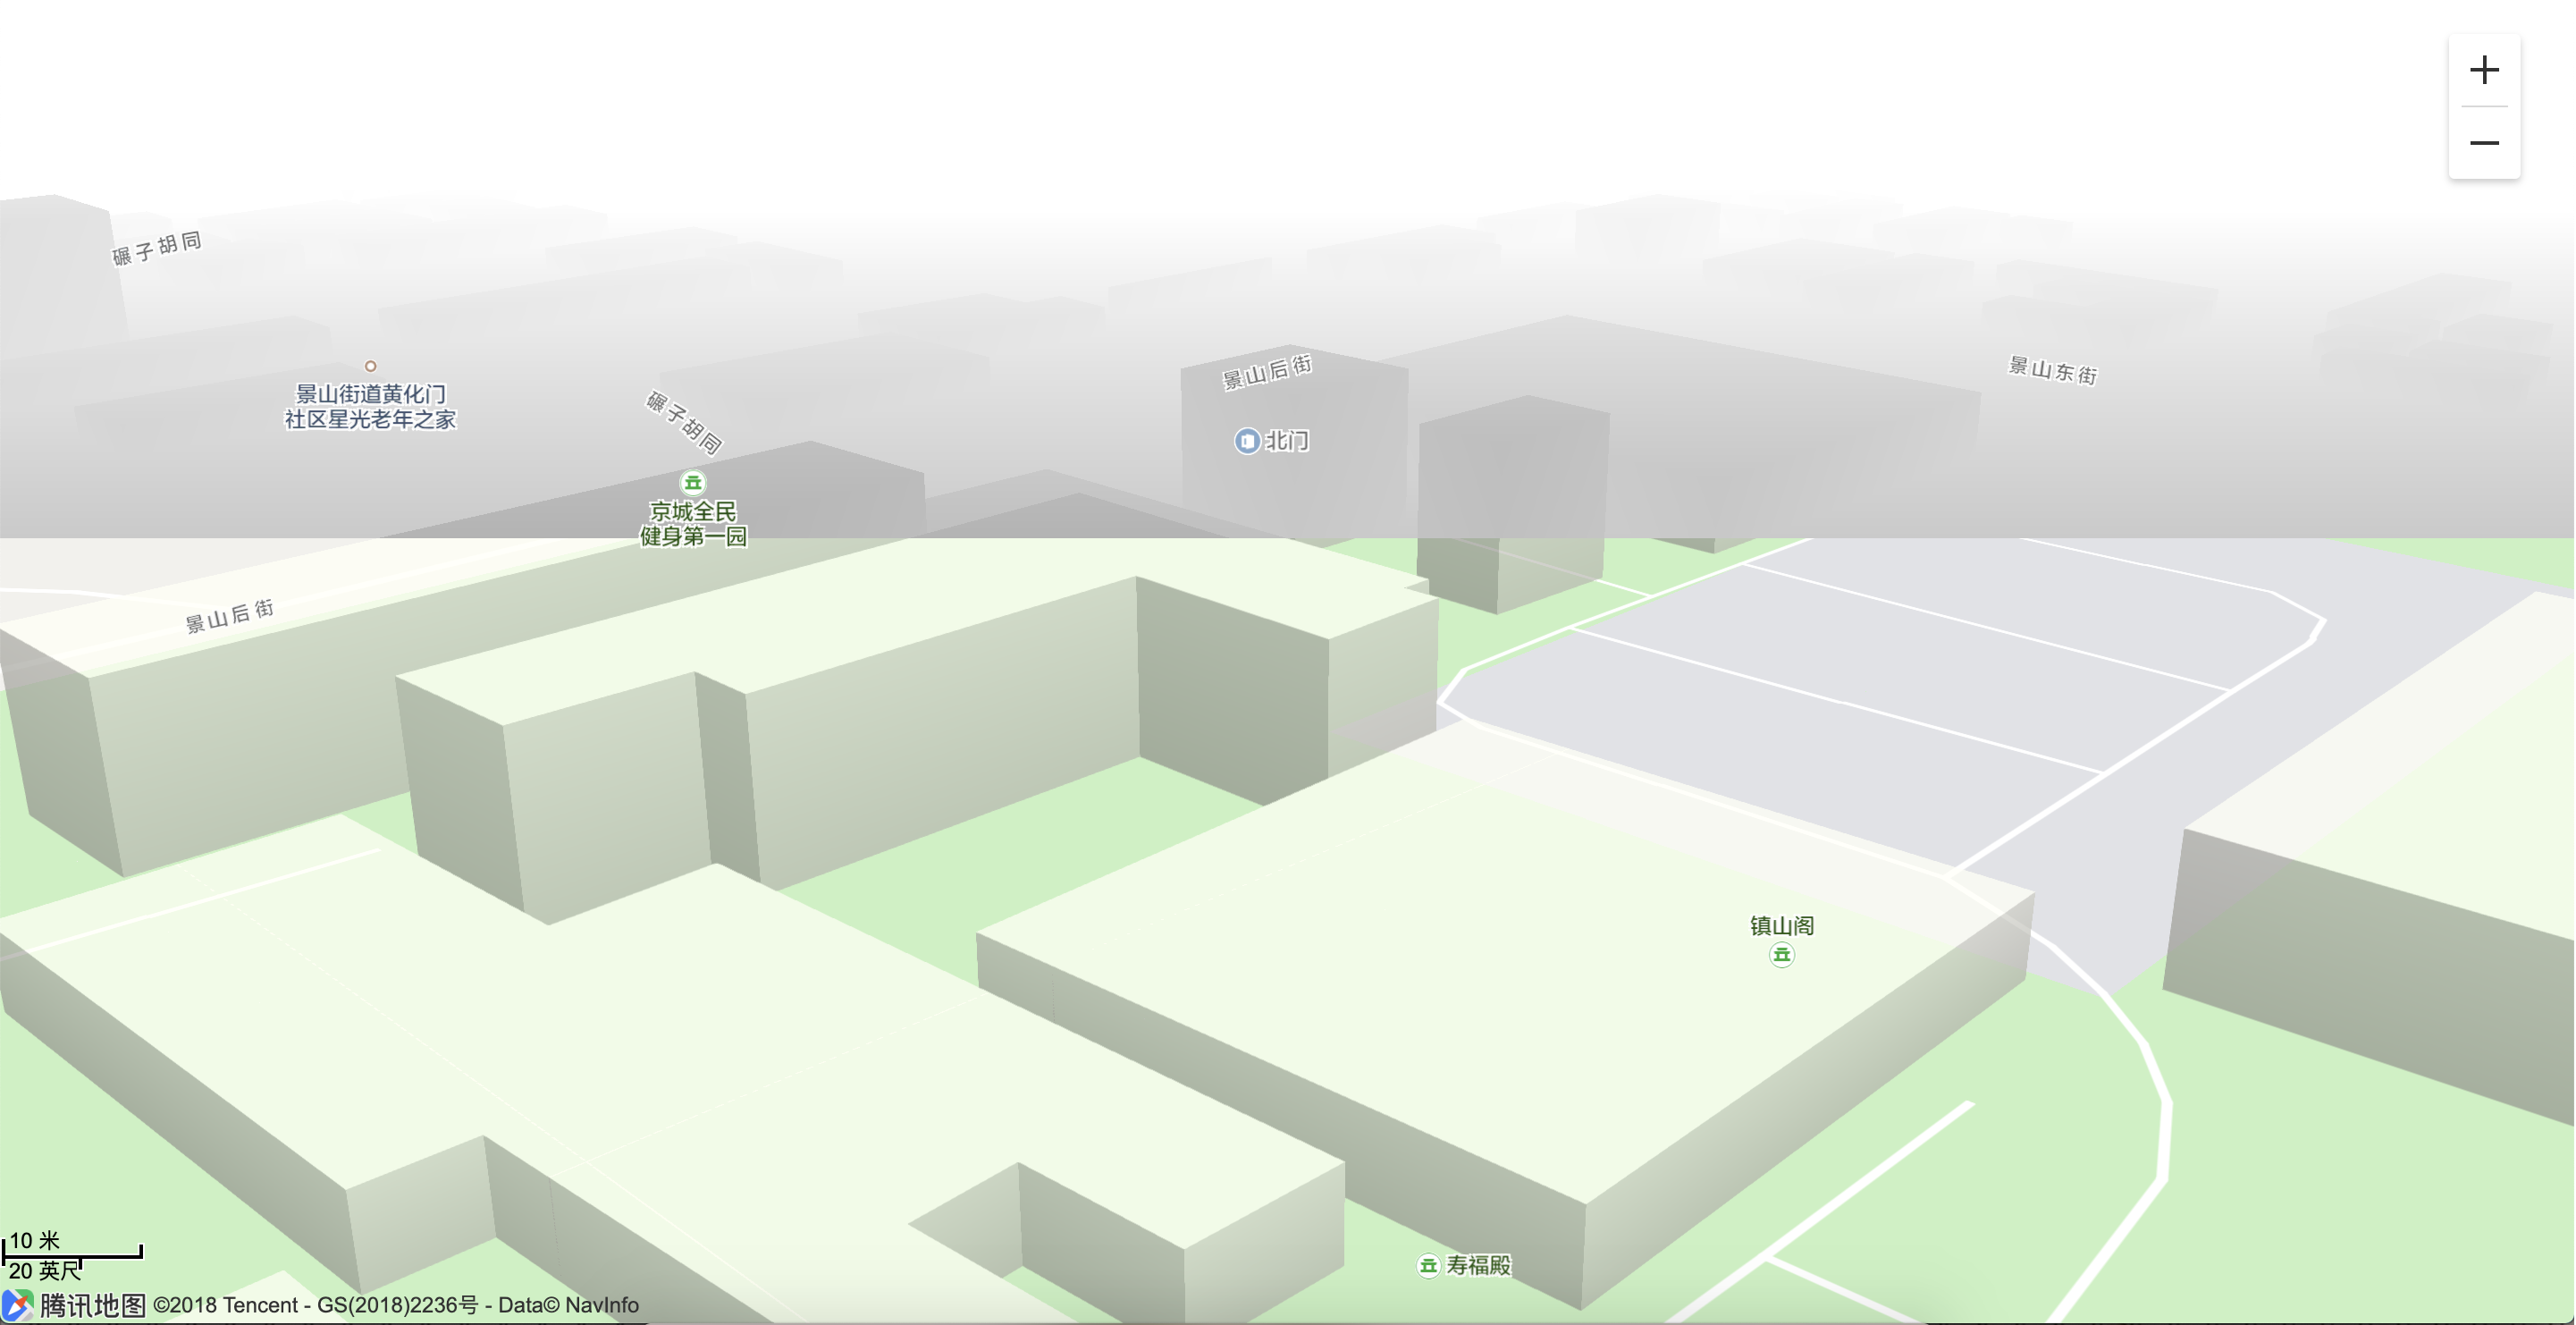 碾子胡同
景山街道黄化门
社区星光老年之家
碾子胡同
景山后街
北门
景山东街
京城全民
健身第一园
景山后街
镇山阁
寿福殿
10 米
20 英尺
腾讯地图 ©2018 Tencent - GS(2018)2236号 - Data© NavInfo